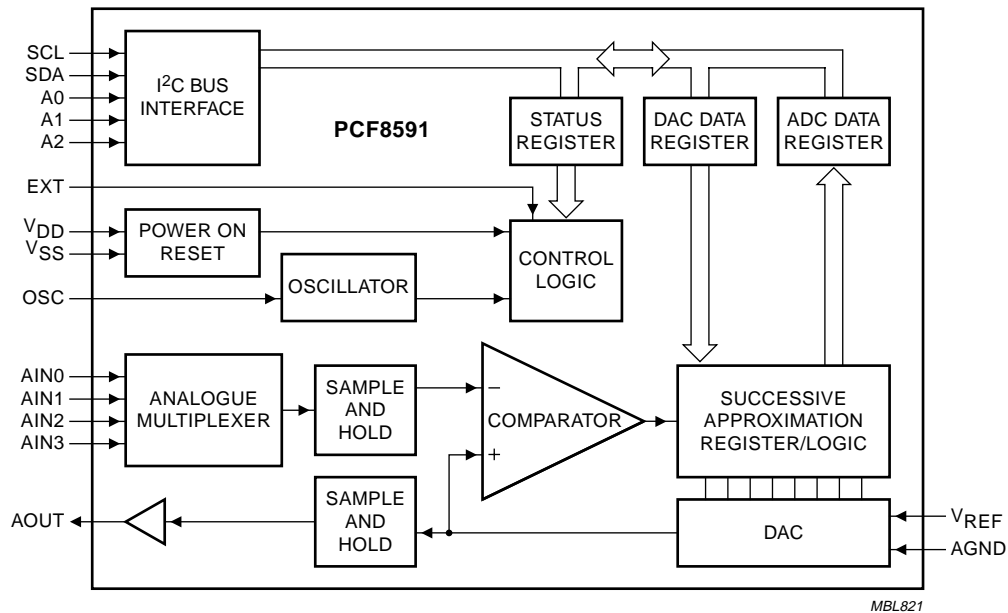 SCL
SDA
A0
A1
A2
I²C BUS
INTERFACE
PCF8591
STATUS
REGISTER
DAC DATA
REGISTER
ADC DATA
REGISTER
EXT
VDD
VSS
POWER ON
RESET
OSC
OSCILLATOR
CONTROL
LOGIC
AIN0
AIN1
AIN2
AIN3
ANALOGUE
MULTIPLEXER
SAMPLE
AND
HOLD
−
+
COMPARATOR
SUCCESSIVE
APPROXIMATION
REGISTER/LOGIC
AOUT
SAMPLE
AND
HOLD
DAC
VREF
AGND
MBL821